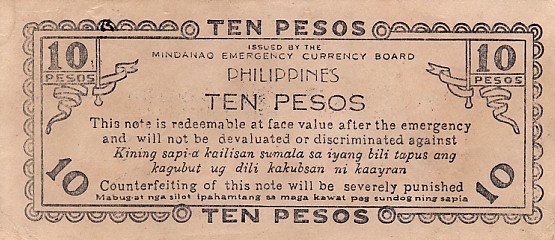 TEN PESOS
ISSUED BY THE
MINDANAO EMERGENCY CURRENCY BOARD
10 PESOS
10 PESOS
PHILIPPINES
TEN PESOS
This note is redeemable at face value after the emergency
and will not be devaluated or discriminated against
Kining sapi-a kailisan sumala sa iyang bili tapus ang
kagubut ug dili kakubsan ni kaayran
10
10
Counterfeiting of this note will be severely punished
Mabug-at nga silot ipahamtang sa maga kawat pag sundog ning sapia
TEN PESOS